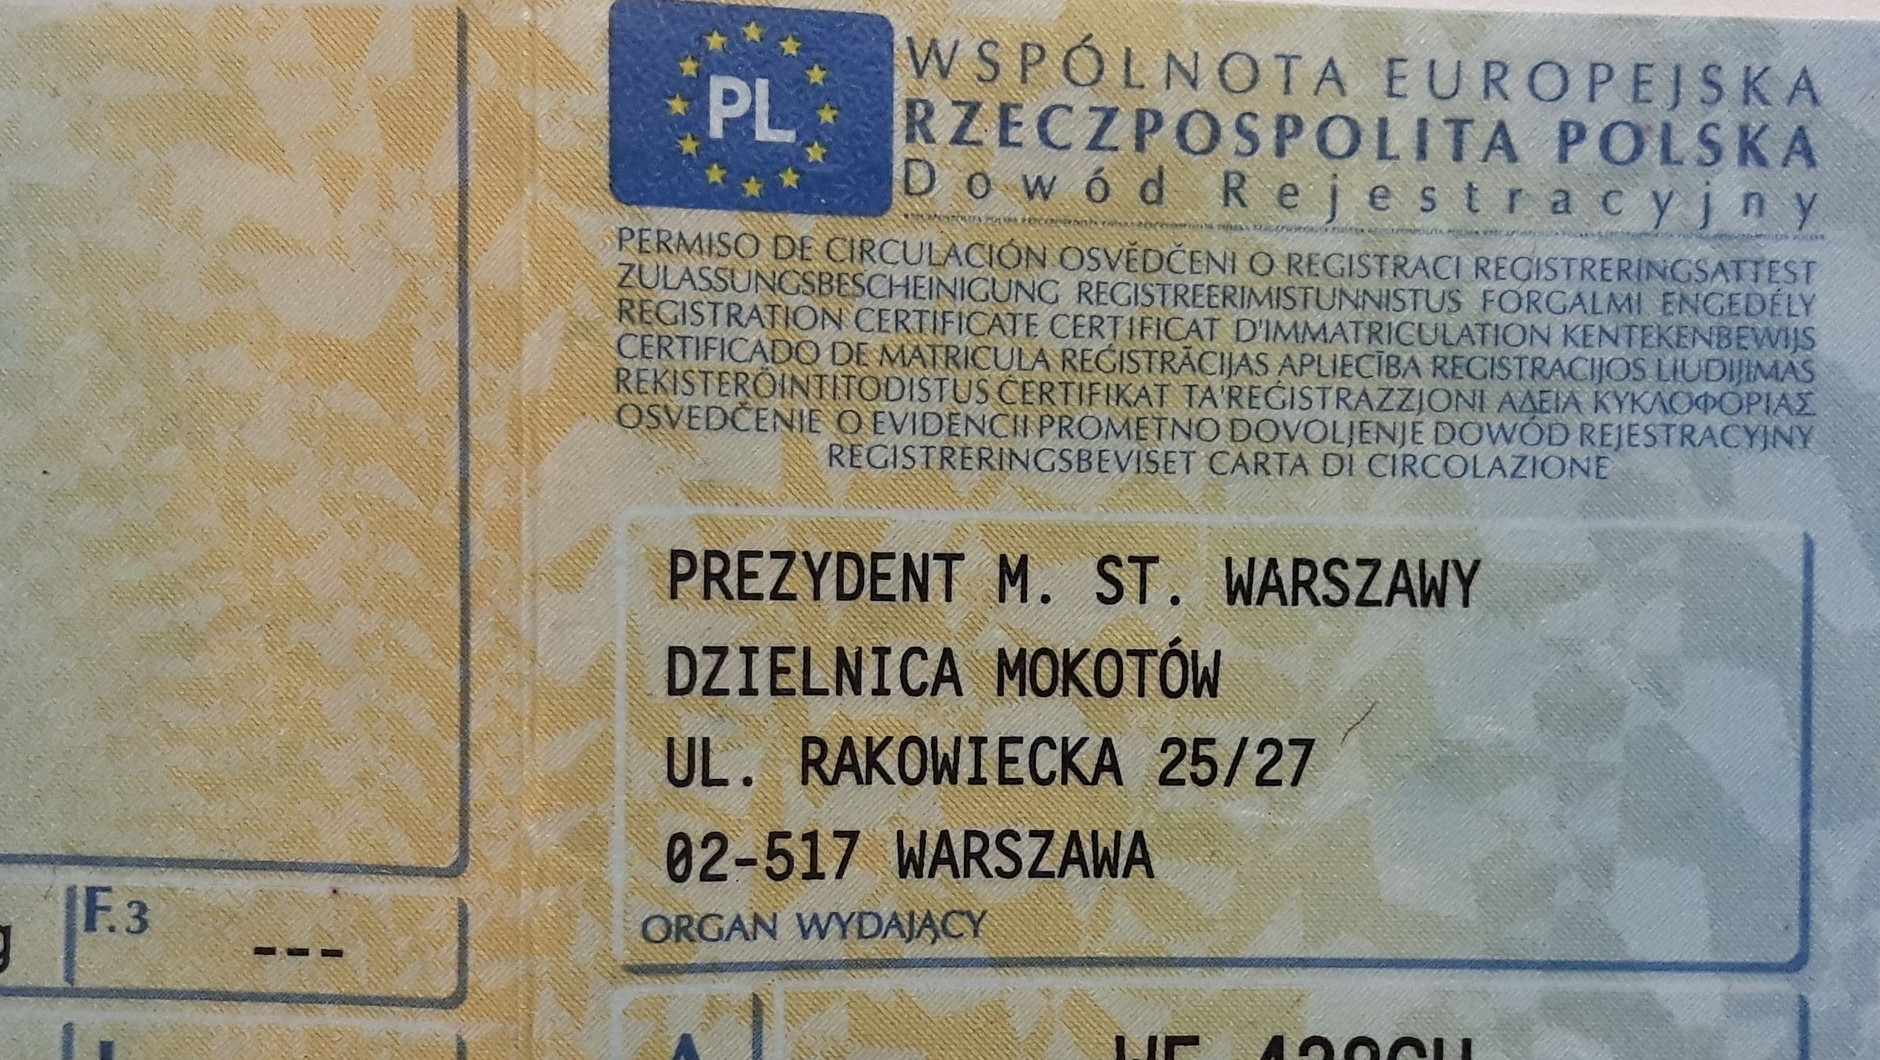 PL
WSPÓLNOTA EUROPEJSKA
RZECZPOSPOLITA POLSKA
Dowód Rejestracyjny
PERMISO DE CIRCULACIÓN OSVĚDČENI O REGISTRACI REGISTRERINGSATTEST
ZULASSUNGSBESCHEINIGUNG REGISTREERIMISTUNNISTUS FORGALMI ENGEDÉLY
REGISTRATION CERTIFICATE CERTIFICAT D'IMMATRICULATION KENTEKENBEWIJS
CERTIFICADO DE MATRICULA REĢISTRĀCIJAS APLIECĪBA REGISTRACIJOS LIUDIJIMAS
REKISTERÖINTITODISTUS ĊERTIFIKAT TA'REĠISTRAZZJONI ΑΔΕΙΑ ΚΥΚΛΟΦΟΡΙΑΣ
OSVEDČENIE O EVIDENCII PROMETNO DOVOLJENJE DOWÓD REJESTRACYJNY
REGISTRERINGSBEVISET CARTA DI CIRCOLAZIONE
PREZYDENT M. ST. WARSZAWY
DZIELNICA MOKOTÓW
UL. RAKOWIECKA 25/27
02-517 WARSZAWA
ORGAN WYDAJĄCY
g
F.3
---
A